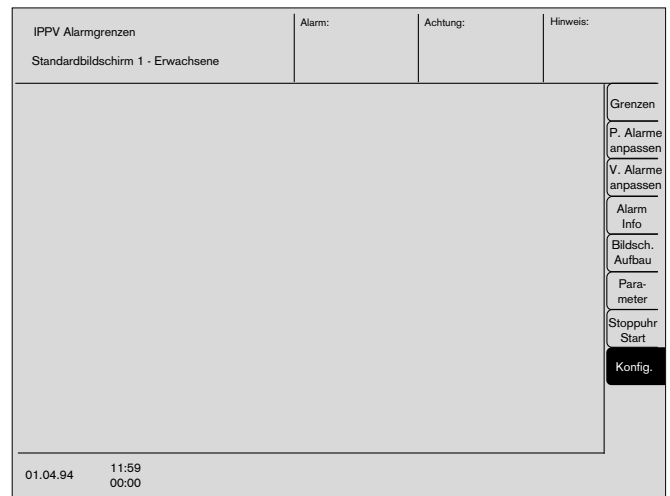 IPPV Alarmgrenzen
Standardbildschirm 1 - Erwachsene
Alarm:
Achtung:
Hinweis:
Grenzen
P. Alarme
anpassen
V. Alarme
anpassen
Alarm
Info
Bildsch.
Aufbau
Para-
meter
Stoppuhr
Start
Konfig.
01.04.94
11:59
00:00